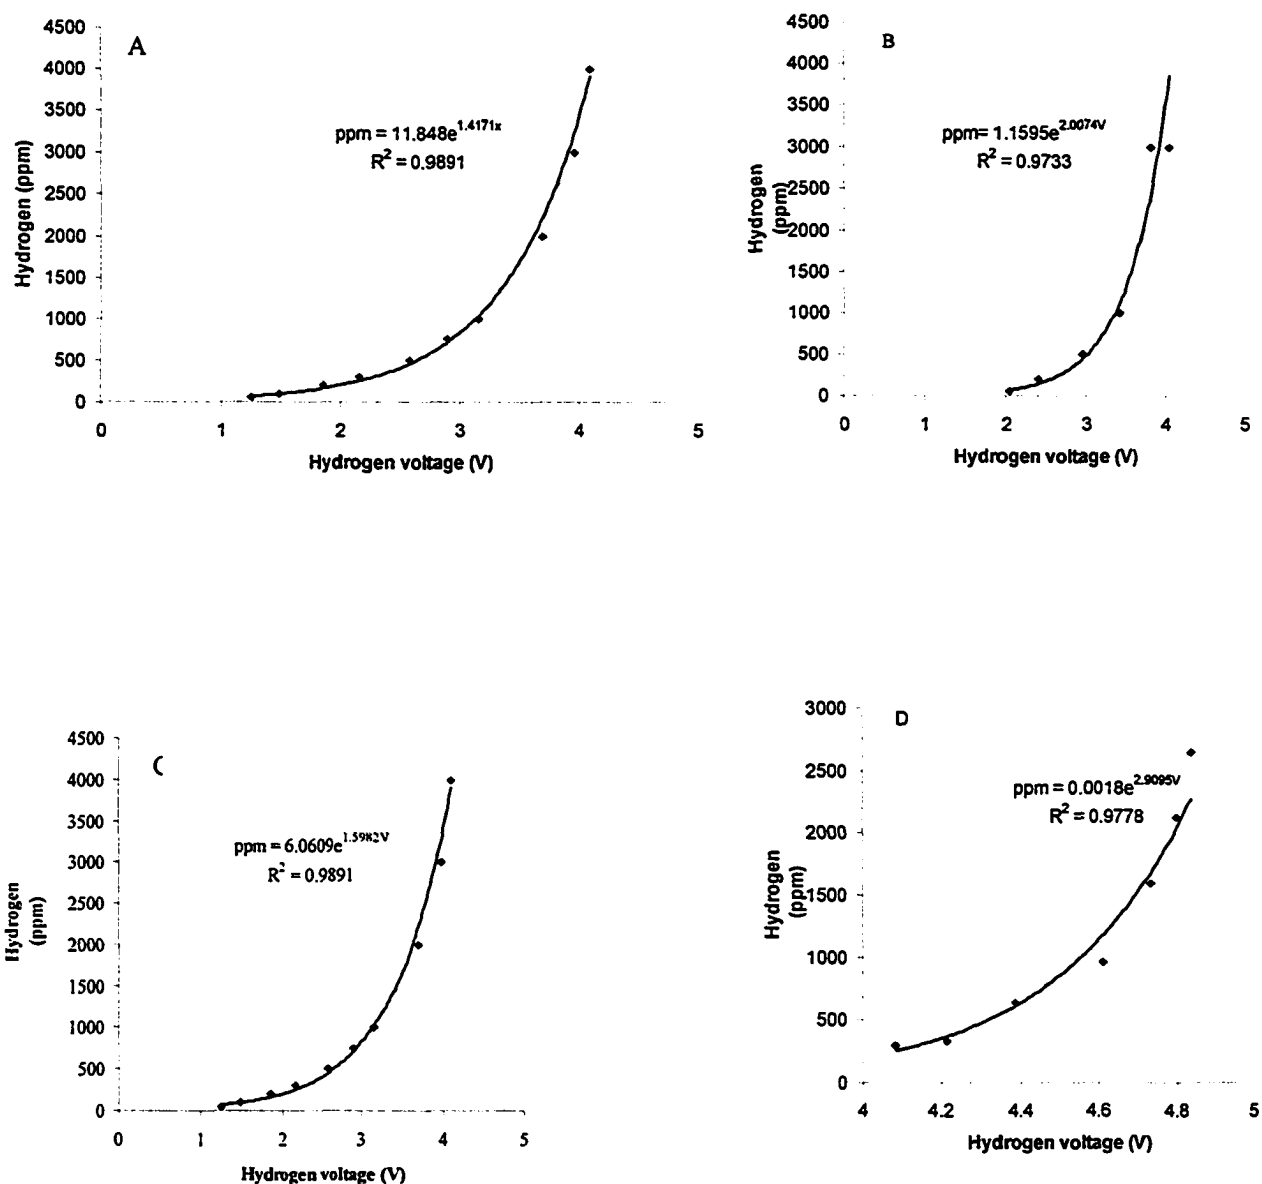 A
4500
4000
3500
3000
2500
2000
1500
1000
500
0
Hydrogen (ppm)
ppm = 11.848e^1.4171x
R² = 0.9891
0 1 2 3 4 5
Hydrogen voltage (V)
B
4500
4000
3500
3000
2500
2000
1500
1000
500
0
Hydrogen
(ppm)
ppm= 1.1595e^2.0074V
R² = 0.9733
0 1 2 3 4 5
Hydrogen voltage (V)
C
4500
4000
3500
3000
2500
2000
1500
1000
500
0
Hydrogen
(ppm)
ppm = 6.0609e^1.5982V
R² = 0.9891
0 1 2 3 4 5
Hydrogen voltage (V)
D
3000
2500
2000
1500
1000
500
0
Hydrogen
(ppm)
ppm = 0.0018e^2.9095V
R² = 0.9778
4 4.2 4.4 4.6 4.8 5
Hydrogen voltage (V)